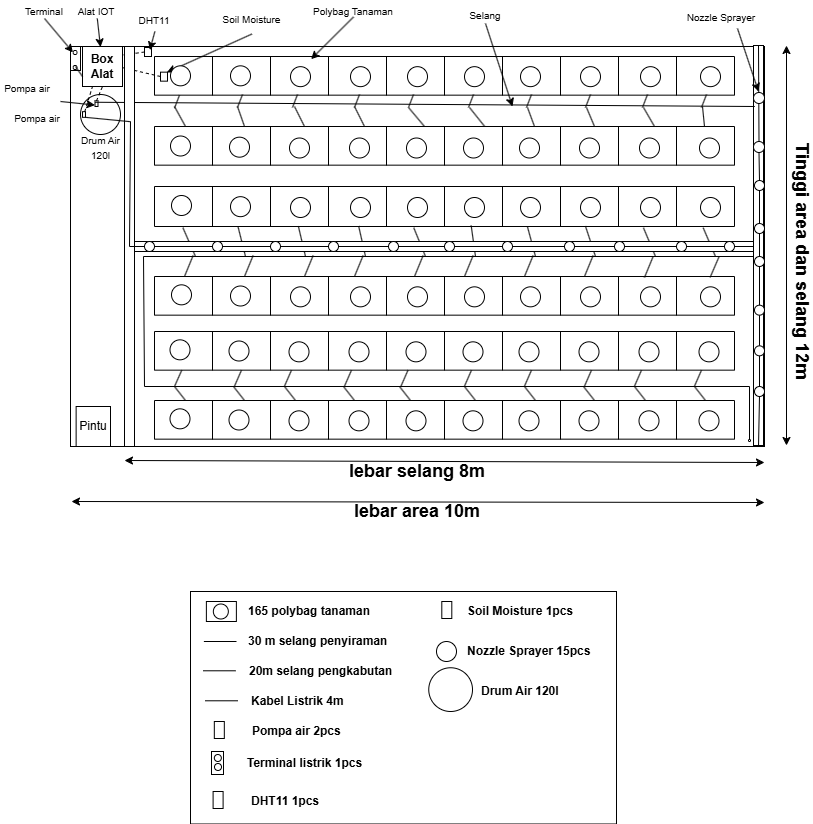 Terminal
Alat IOT
DHT11
Soil Moisture
Polybag Tanaman
Selang
Nozzle Sprayer
Box
Alat
Pompa air
Pompa air
Drum Air
120l
Pintu
Tinggi area dan selang 12m
lebar selang 8m
lebar area 10m
165 polybag tanaman
30 m selang penyiraman
20m selang pengkabutan
Kabel Listrik 4m
Pompa air 2pcs
Terminal listrik 1pcs
DHT11 1pcs
Soil Moisture 1pcs
Nozzle Sprayer 15pcs
Drum Air 120l